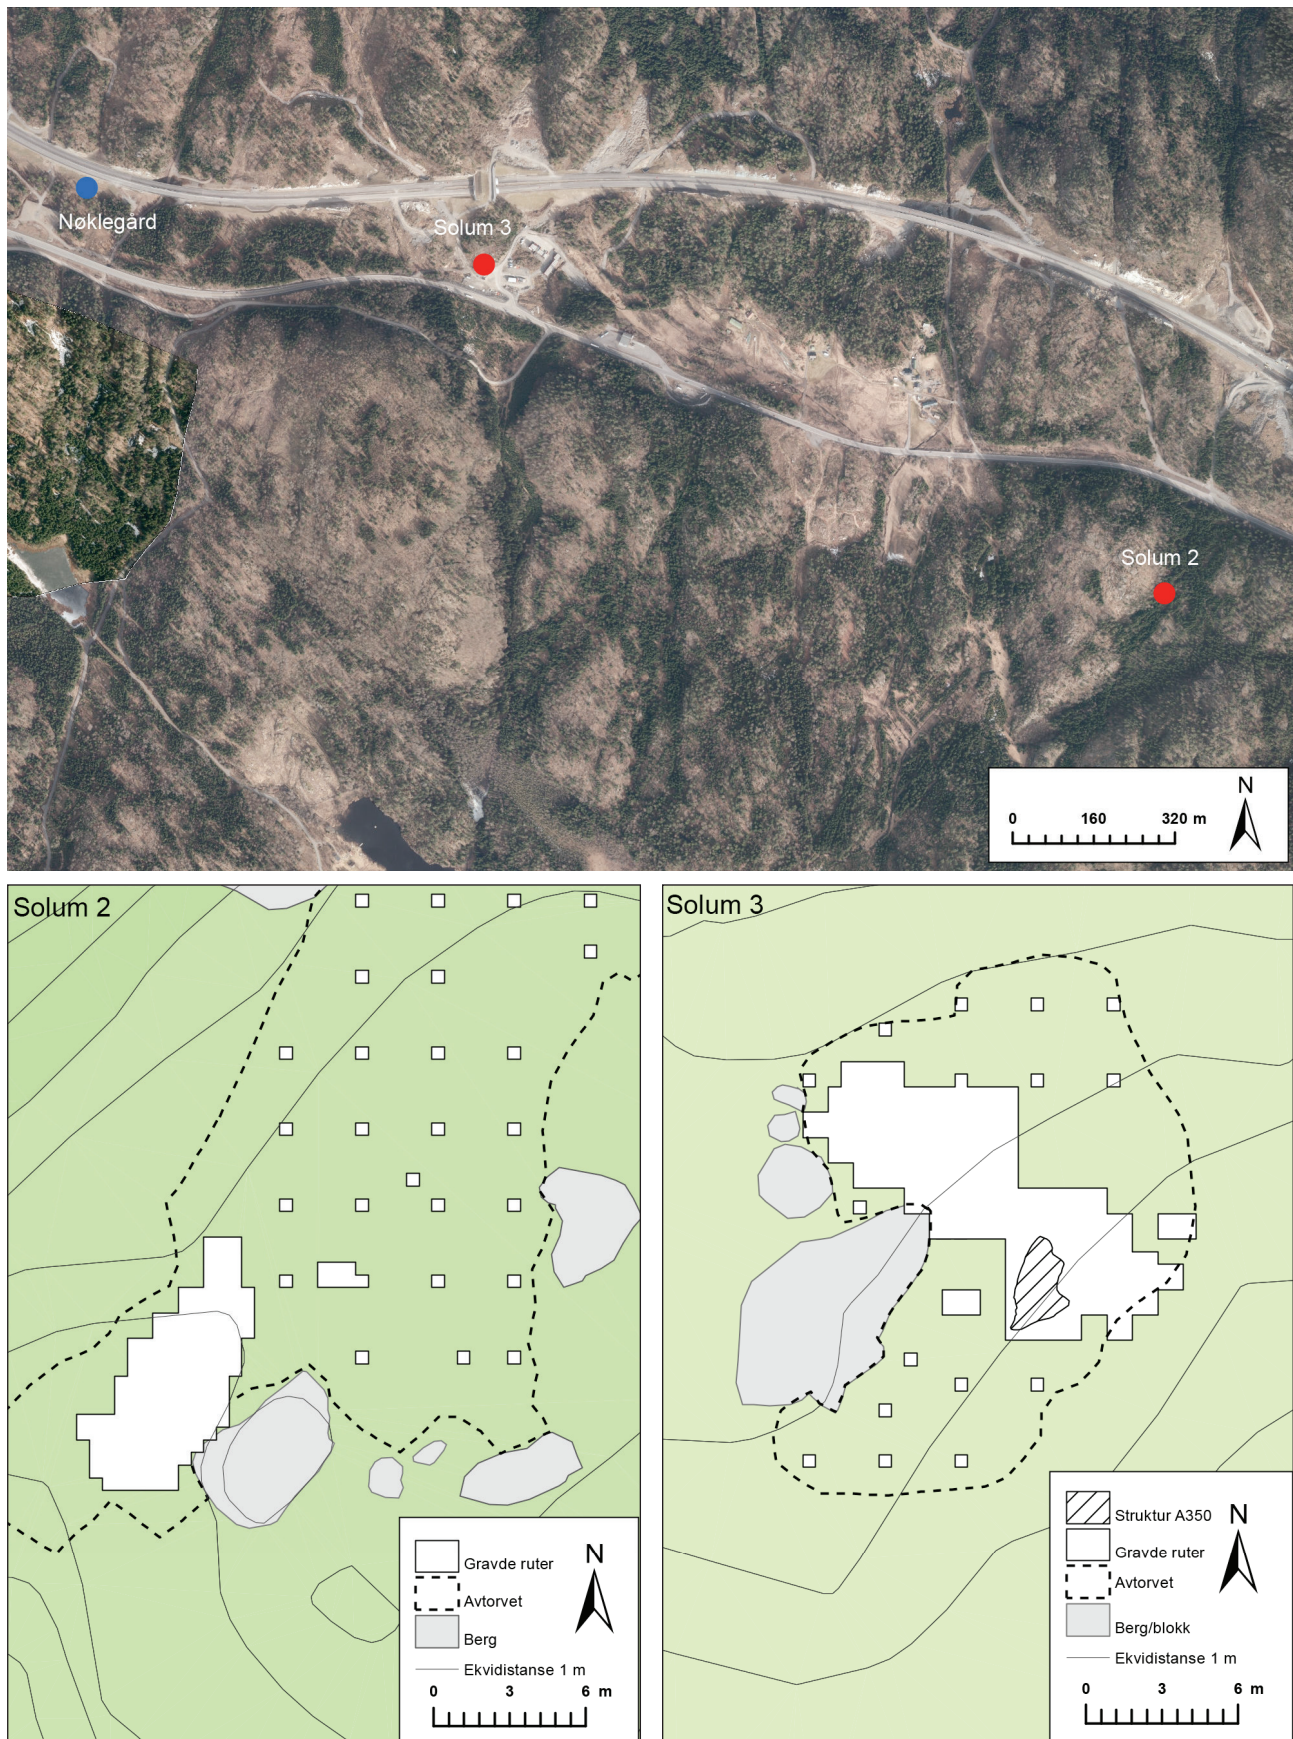 Nøklegård
Solum 3
Solum 2
N
0 160 320 m
Solum 2
Gravde ruter
Avtorvet
Berg
Ekvidistanse 1 m
N
0 3 6 m
Solum 3
Struktur A350
Gravde ruter
Avtorvet
Berg/blokk
Ekvidistanse 1 m
N
0 3 6 m